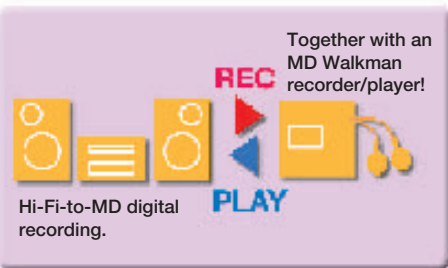 Together with an
MD Walkman
REC recorder/player!
Hi-Fi-to-MD digital
recording.
PLAY